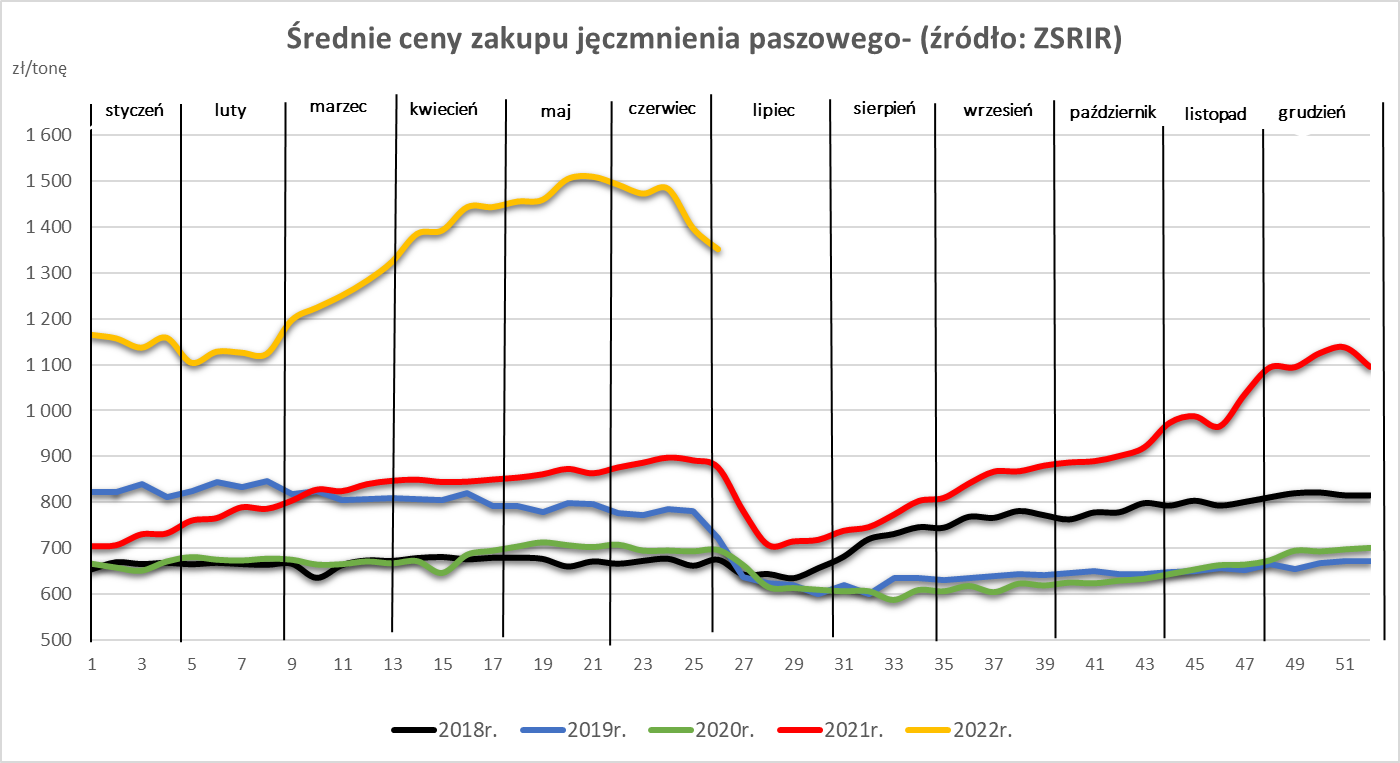 Średnie ceny zakupu jęczmnienia paszowego- (źródło: ZSRIR)
zł/tonę
styczeń luty marzec kwiecień maj czerwiec lipiec sierpień wrzesień październik listopad grudzień
1 600
1 500
1 400
1 300
1 200
1 100
1 000
900
800
700
600
500
1 3 5 7 9 11 13 15 17 19 21 23 25 27 29 31 33 35 37 39 41 43 45 47 49 51
2018r. 2019r. 2020r. 2021r. 2022r.